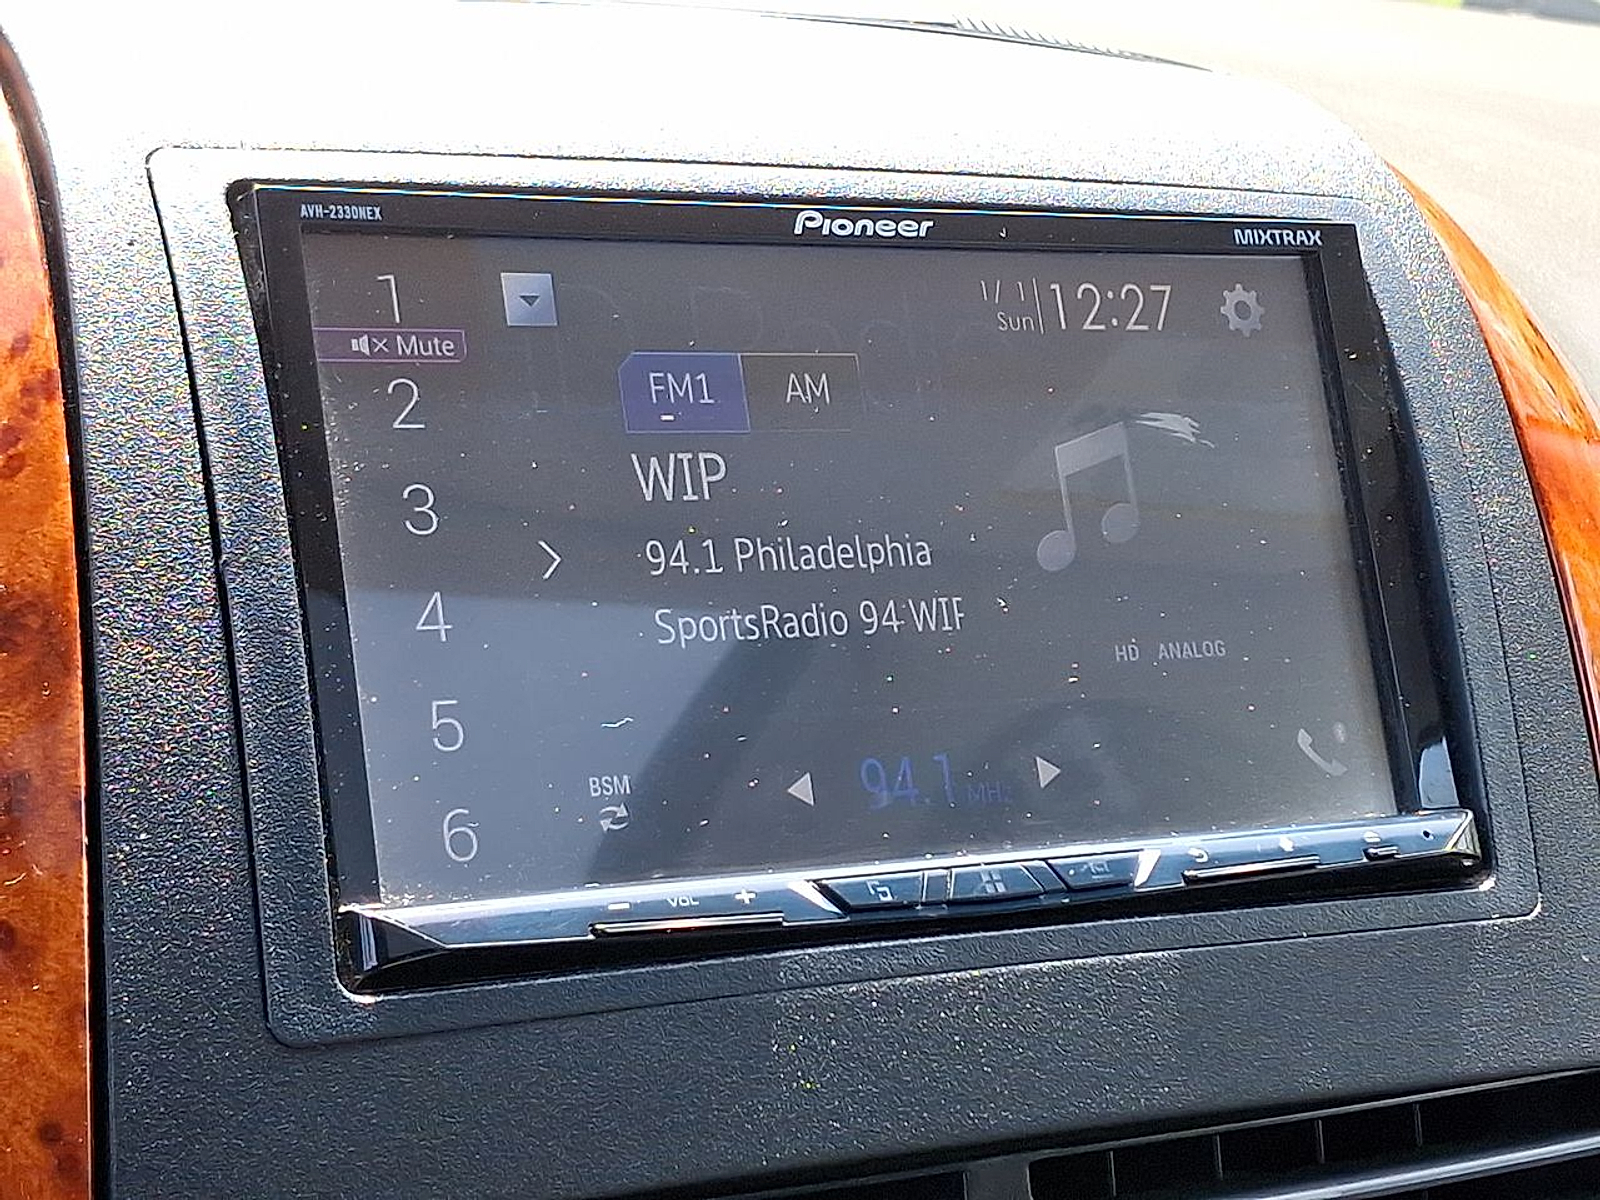 AVH-2330NEX
Pioneer
MIXTRAX
1
1/ 1
Sun
12:27
Mute
2
FM1
AM
WIP
3
94.1 Philadelphia
4
SportsRadio 94 WIP
HD ANALOG
5
BSM
94.1 MHz
6
VOL